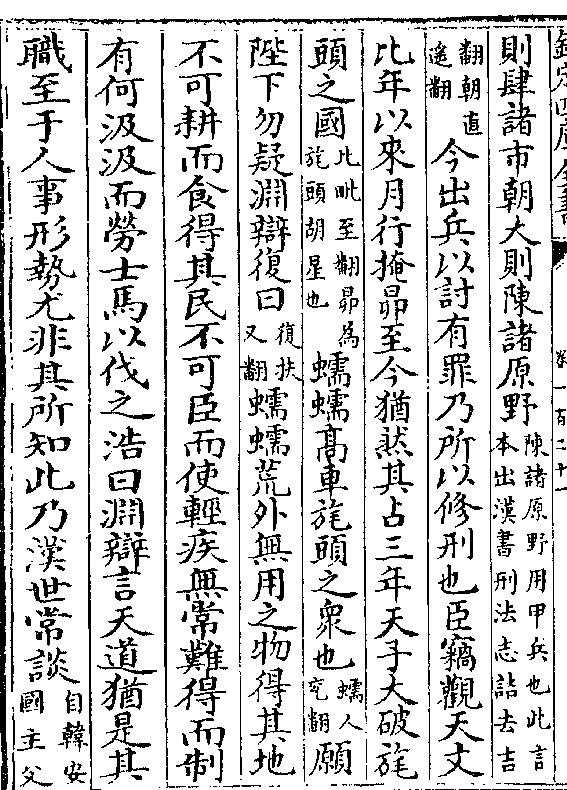 欽定四庫全書 卷一百二十一
則肆諸市朝大則陳諸原野陳諸原野用甲兵也此言本出漢書刑法志詰去吉
翻朝直遙翻今出兵以討有罪乃所以修刑也臣竊觀天文
比年以來月行掩昴至今猶然其占三年天子大破旄
頭之國比毗至翻昴為旄頭胡星也蠕蠕高車旄頭之衆也蠕人兖翻願
陛下勿疑淵辯復曰復扶又翻蠕蠕荒外無用之物得其地
不可耕而食得其民不可臣而使輕疾無常難得而制
有何汲汲而勞士馬以伐之浩曰淵辯言天道猶是其
職至于人事形勢尤非其所知此乃漢世常談自韓安國主父